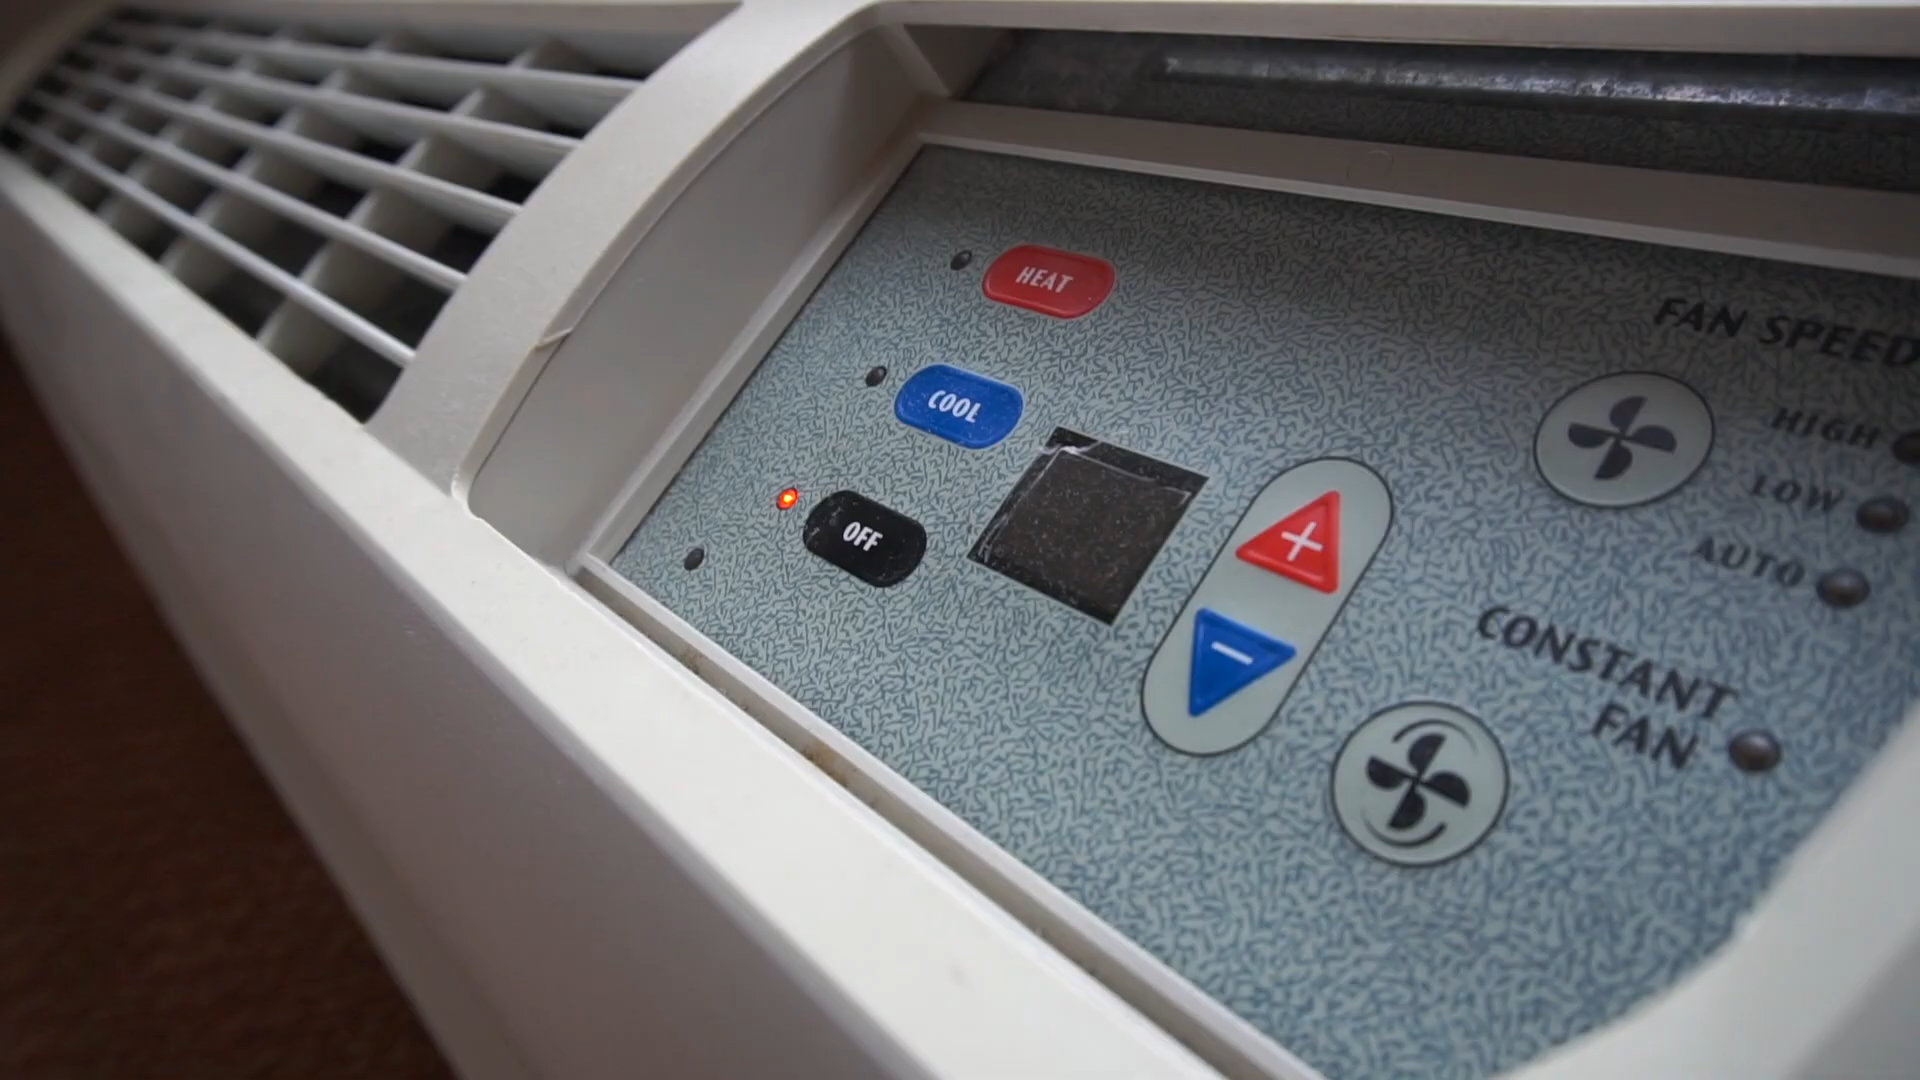 HEAT
COOL
OFF
+
−
FAN SPEED
HIGH
LOW
AUTO
CONSTANT
FAN